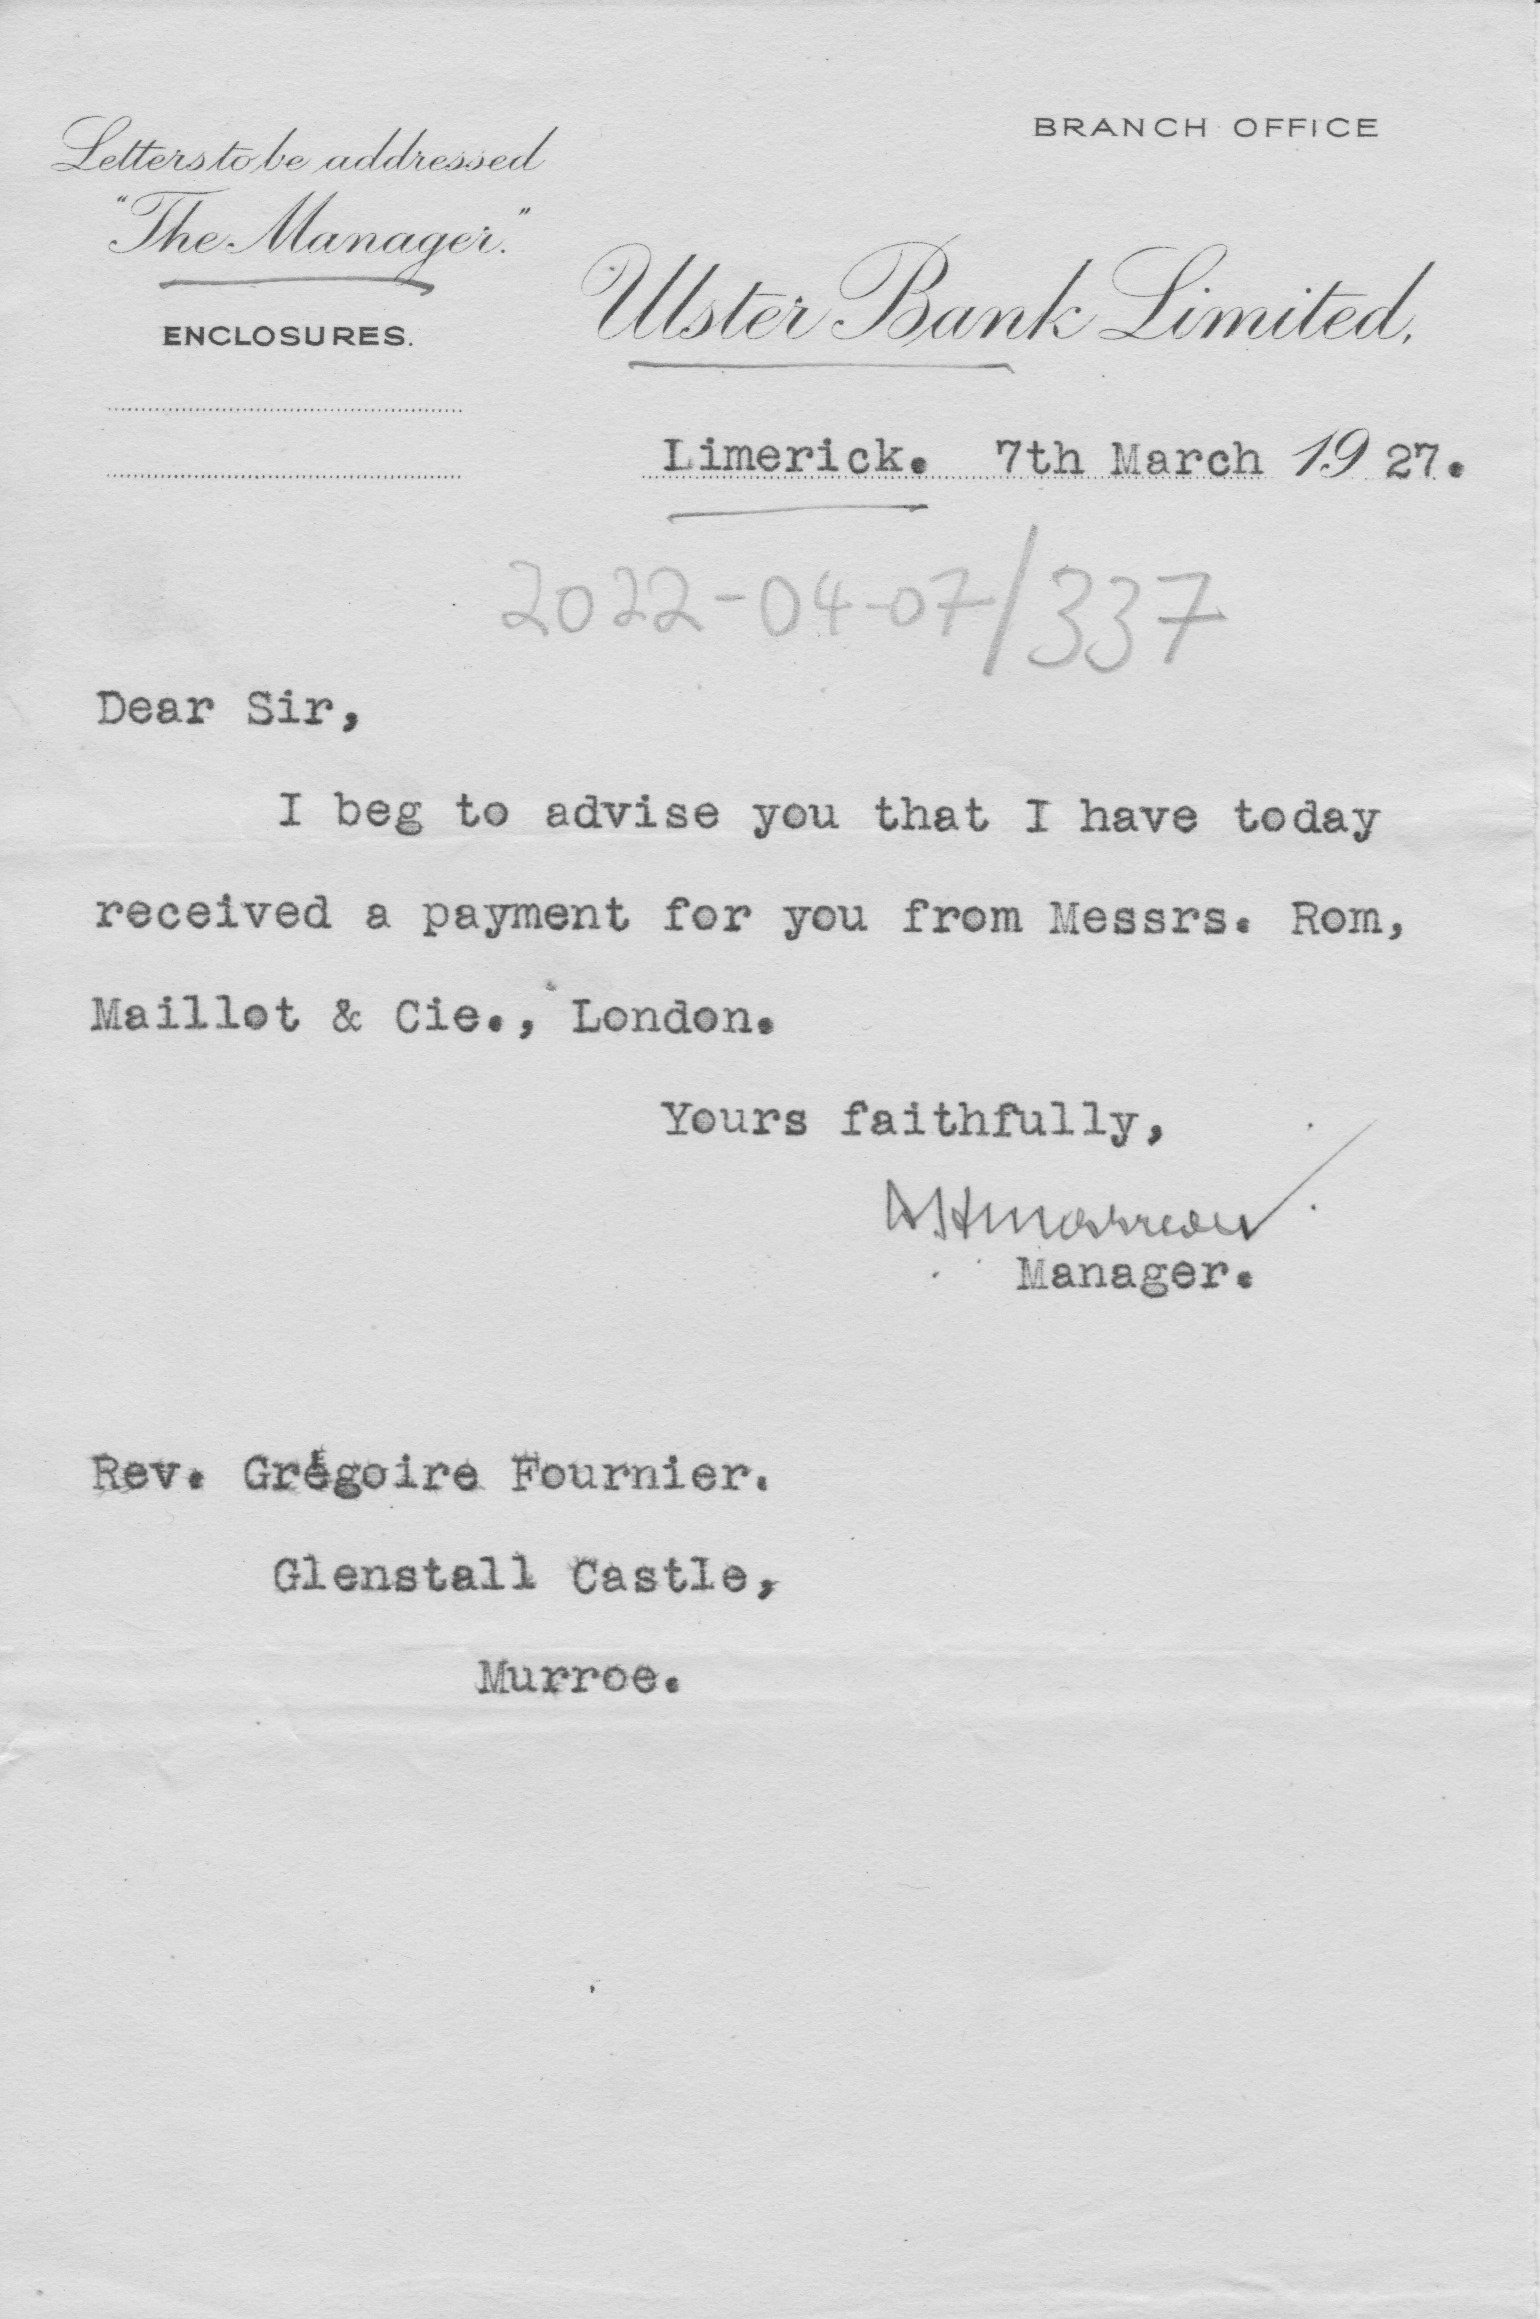 BRANCH OFFICE
Letters to be addressed
"The Manager."
Ulster Bank Limited,
ENCLOSURES.
Limerick. 7th March 1927.
2022-04-07/337
Dear Sir,
I beg to advise you that I have today
received a payment for you from Messrs. Rom,
Maillot & Cie., London.
Yours faithfully,
Manager.
Rev. Grégoire Fournier.
Glenstall Castle,
Murroe.